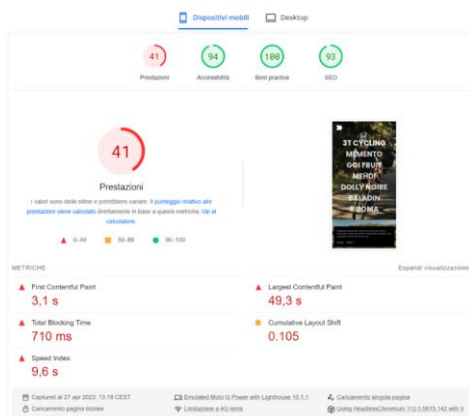 Dispositivi mobili
Desktop
41
94
100
93
Prestazioni
Accessibilità
Best practice
SEO
41
Prestazioni
I valori sono delle stime e potrebbero variare. Il punteggio relativo alle
prestazioni viene calcolato direttamente in base a queste metriche. Vai al
calcolatore.
0–49
50–89
90–100
3T CYCLING
MEMENTO
GOI FRUIT
MEHDI
DOLLY NOIRE
BALADIN
METRICHE
Espandi visualizzazione
First Contentful Paint
3,1 s
Largest Contentful Paint
49,3 s
Total Blocking Time
710 ms
Cumulative Layout Shift
0.105
Speed Index
9,6 s
Captured at 27 apr 2023, 13:18 CEST
Emulated Moto G Power with Lighthouse 10.1.1
Caricamento singola pagina
Caricamento pagina iniziale
Limitazione a 4G lenta
Using HeadlessChromium 112.0.5615.142 with lr